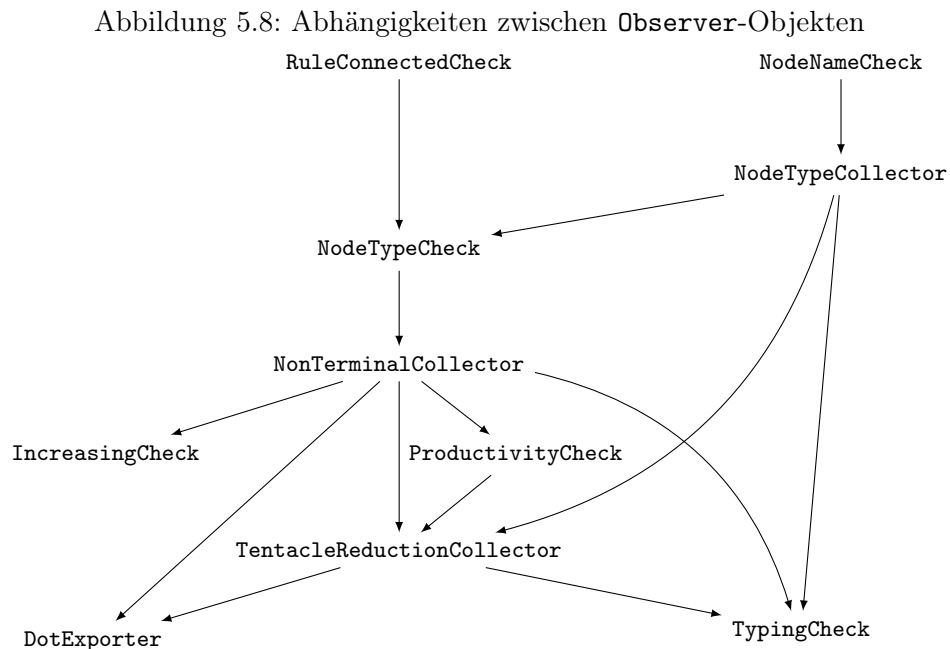 Abbildung 5.8: Abhängigkeiten zwischen Observer-Objekten
RuleConnectedCheck
NodeNameCheck
NodeTypeCollector
NodeTypeCheck
NonTerminalCollector
IncreasingCheck
ProductivityCheck
TentacleReductionCollector
TypingCheck
DotExporter